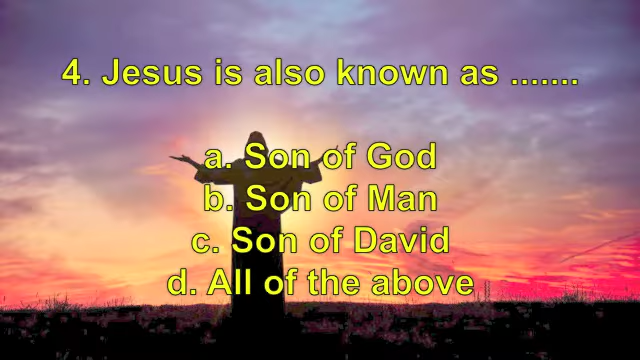 4. Jesus is also known as .......
a. Son of God
b. Son of Man
c. Son of David
d. All of the above